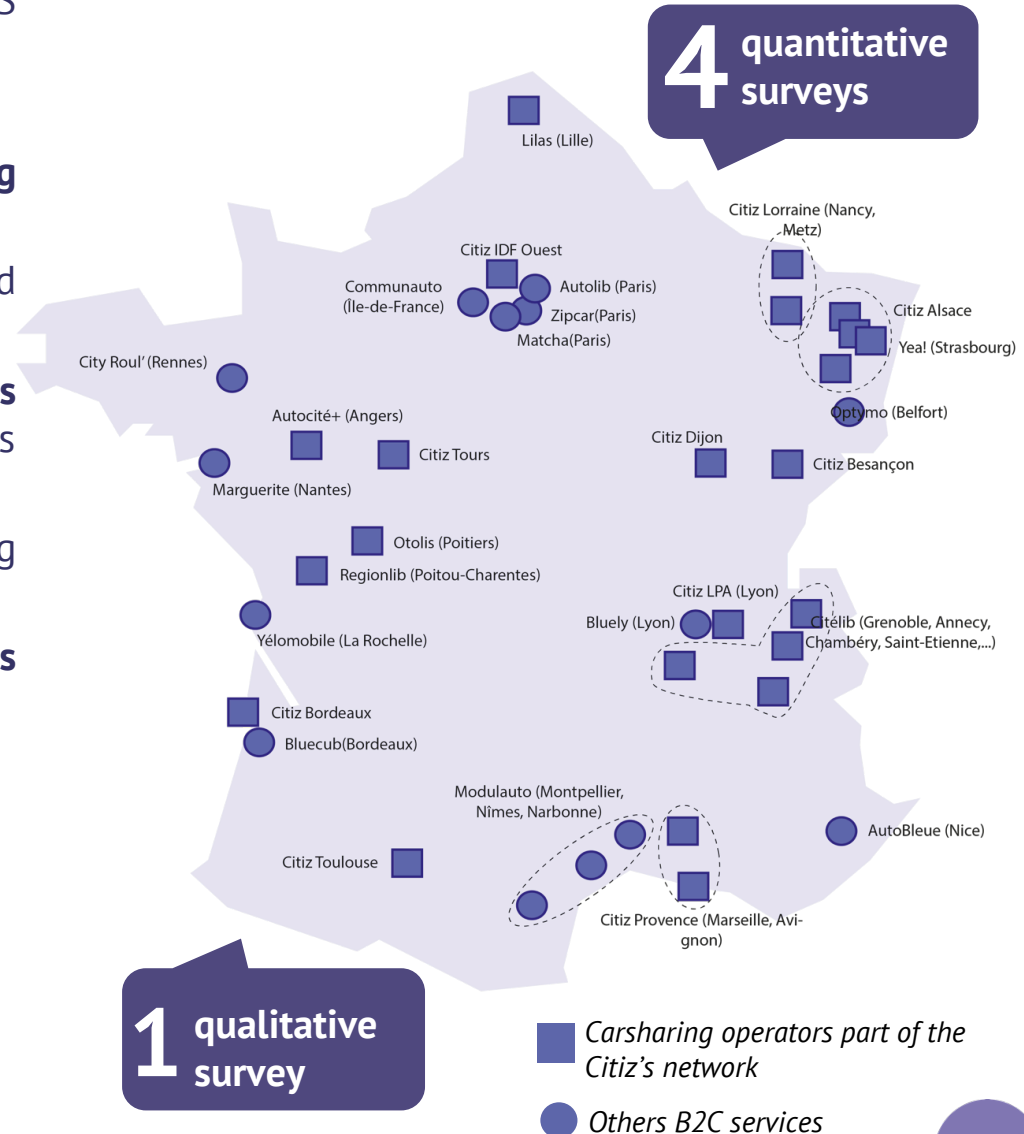 s
4 quantitative
surveys
Lilas (Lille)
g
Citiz Lorraine (Nancy,
Metz)
Citiz IDF Ouest
d
Communauto
(Île-de-France)
Autolib (Paris)
Zipcar(Paris)
Matcha(Paris)
Citiz Alsace
Yea! (Strasbourg)
City Roul’ (Rennes)
s
Optymo (Belfort)
Autocité+ (Angers)
s
Citiz Tours
Citiz Dijon
Citiz Besançon
Marguerite (Nantes)
g
Otolis (Poitiers)
Regionlib (Poitou-Charentes)
Citiz LPA (Lyon)
Bluely (Lyon)
Citélib (Grenoble, Annecy,
Chambéry, Saint-Etienne,...)
Yélomobile (La Rochelle)
s
Citiz Bordeaux
Bluecub(Bordeaux)
Modulauto (Montpellier,
Nîmes, Narbonne)
AutoBleue (Nice)
Citiz Toulouse
Citiz Provence (Marseille, Avi-
gnon)
1 qualitative
survey
Carsharing operators part of the
Citiz's network
Others B2C services